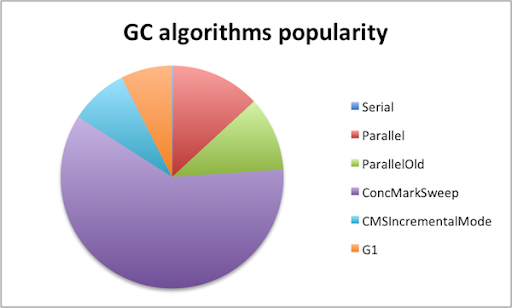 GC algorithms popularity
Serial
Parallel
ParallelOld
ConcMarkSweep
CMSIncrementalMode
G1